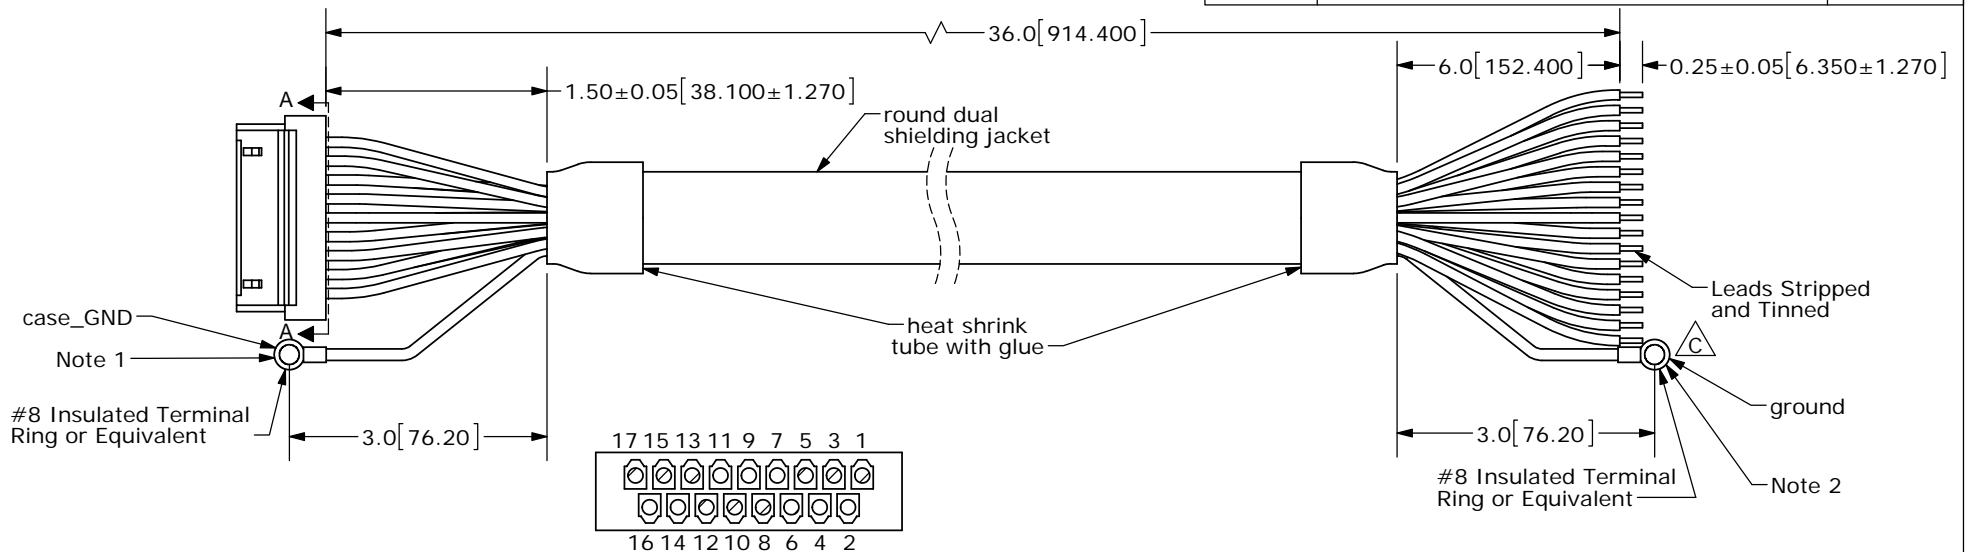 36.0[914.400]
6.0[152.400]
0.25±0.05[6.350±1.270]
1.50±0.05[38.100±1.270]
A
round dual
shielding jacket
Leads Stripped
and Tinned
case_GND
A
heat shrink
tube with glue
C
Note 1
#8 Insulated Terminal
Ring or Equivalent
3.0[76.20]
ground
3.0[76.20]
17 15 13 11 9 7 5 3 1
#8 Insulated Terminal
Ring or Equivalent
Note 2
16 14 12 10 8 6 4 2